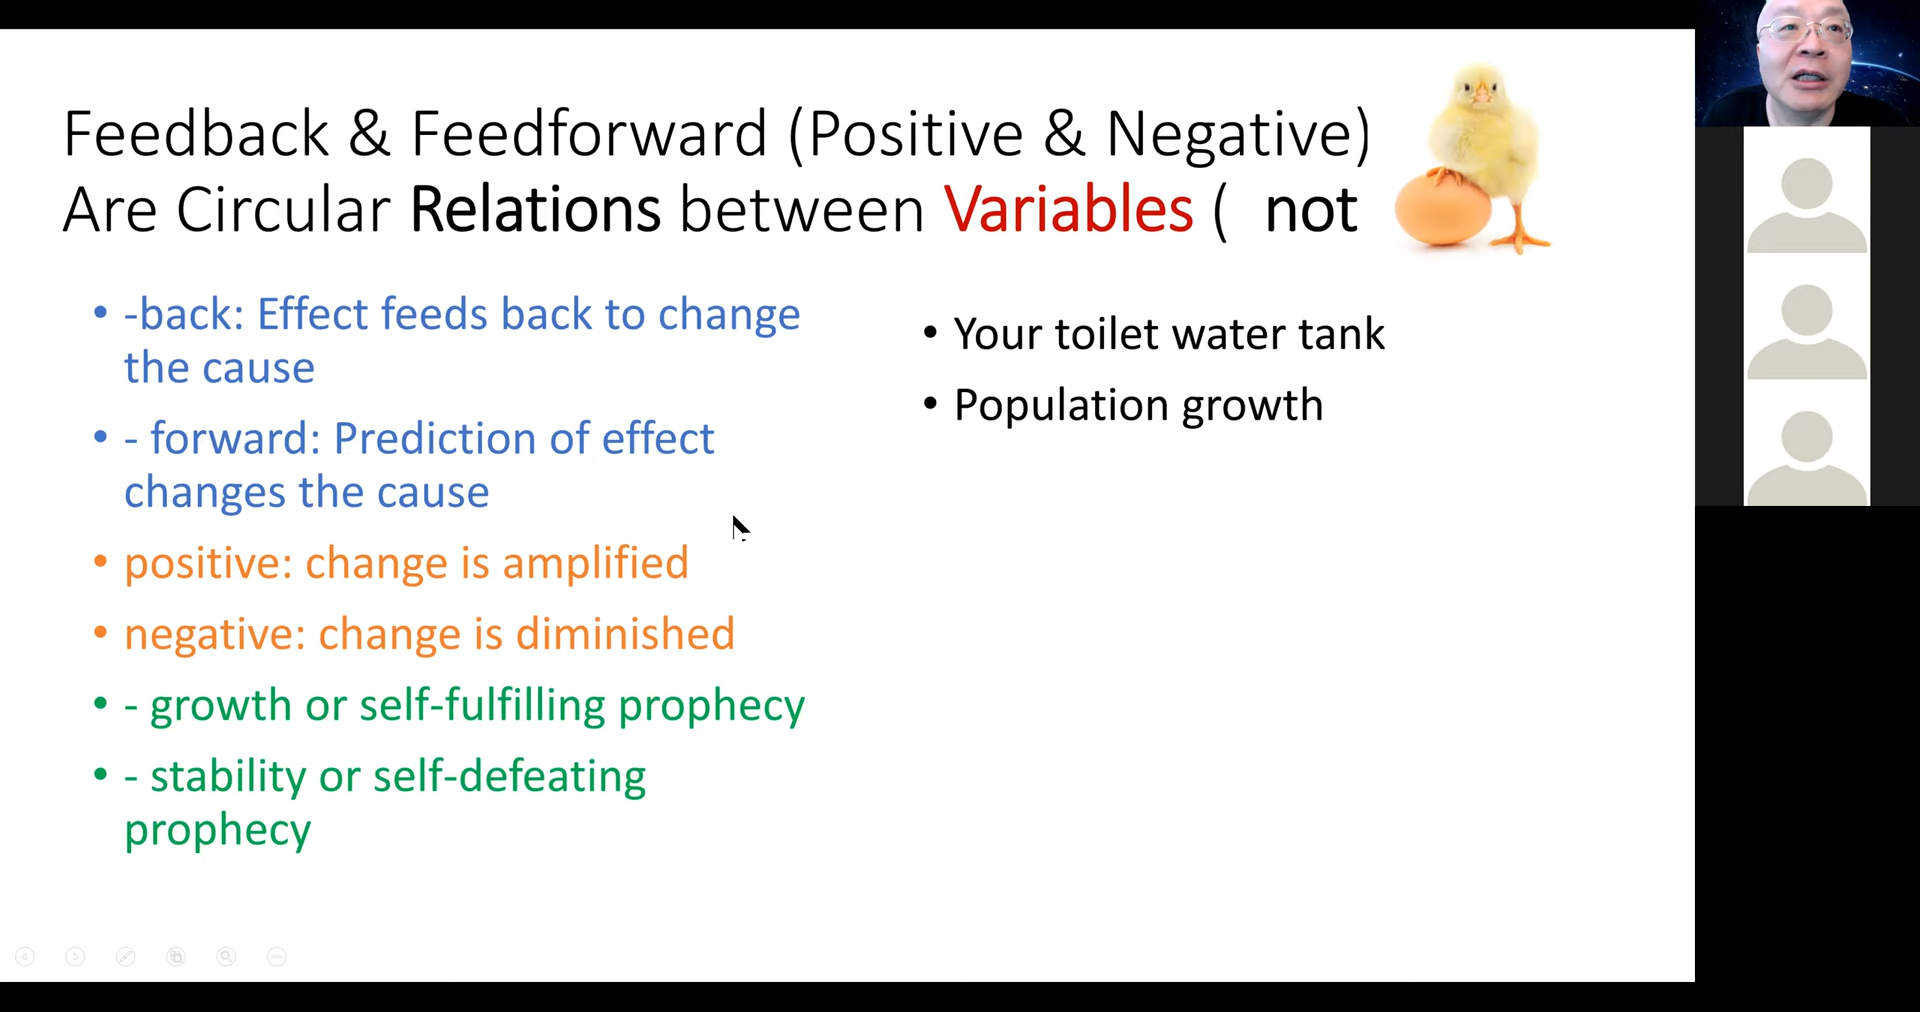 Feedback & Feedforward (Positive & Negative)
Are Circular Relations between Variables ( not
• -back: Effect feeds back to change
the cause
• - forward: Prediction of effect
changes the cause
• positive: change is amplified
• negative: change is diminished
• - growth or self-fulfilling prophecy
• - stability or self-defeating
prophecy
• Your toilet water tank
• Population growth